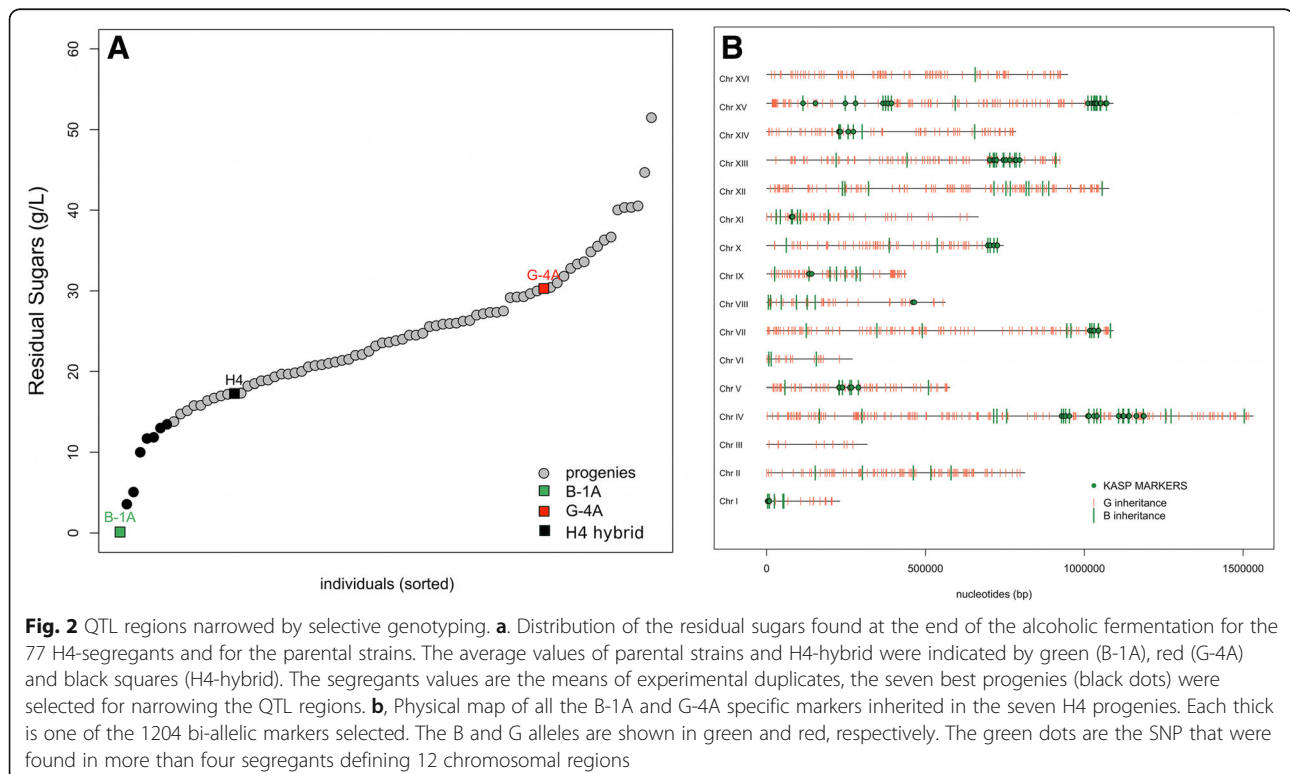 A
Residual Sugars (g/L)
60
50
40
30
20
10
0
B-1A
H4
G-4A
progenies
B-1A
G-4A
H4 hybrid
individuals (sorted)
B
Chr XVI
Chr XV
Chr XIV
Chr XIII
Chr XII
Chr XI
Chr X
Chr IX
Chr VIII
Chr VII
Chr VI
Chr V
Chr IV
Chr III
Chr II
Chr I
KASP MARKERS
G inheritance
B inheritance
0 500000 1000000 1500000
nucleotides (bp)
Fig. 2 QTL regions narrowed by selective genotyping. a. Distribution of the residual sugars found at the end of the alcoholic fermentation for the
77 H4-segregants and for the parental strains. The average values of parental strains and H4-hybrid were indicated by green (B-1A), red (G-4A)
and black squares (H4-hybrid). The segregants values are the means of experimental duplicates, the seven best progenies (black dots) were
selected for narrowing the QTL regions. b, Physical map of all the B-1A and G-4A specific markers inherited in the seven H4 progenies. Each thick
is one of the 1204 bi-allelic markers selected. The B and G alleles are shown in green and red, respectively. The green dots are the SNP that were
found in more than four segregants defining 12 chromosomal regions